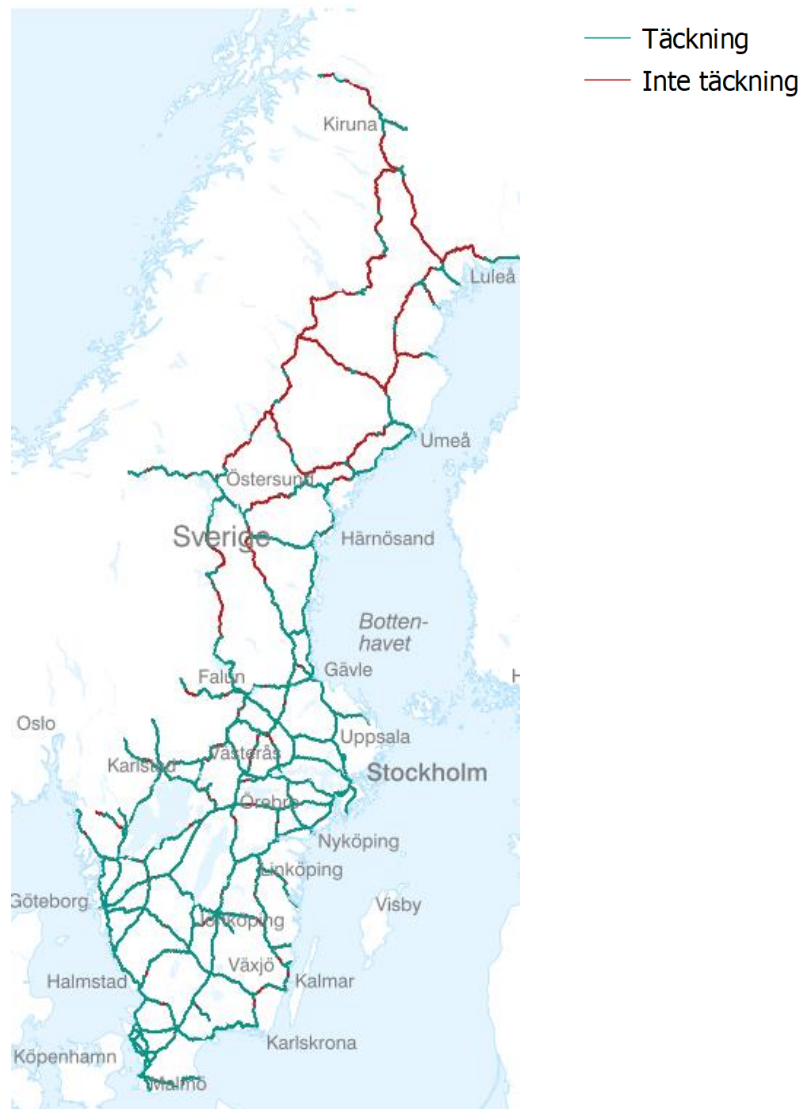 Täckning
Inte täckning
Kiruna
Luleå
Umeå
Östersund
Sverige
Härnösand
Botten-
havet
Falun
Gävle
Oslo
Uppsala
Karlstad
Västerås
Stockholm
Örebro
Nyköping
Linköping
Göteborg
Visby
Jönköping
Växjö
Halmstad
Kalmar
Karlskrona
Köpenhamn
Malmö